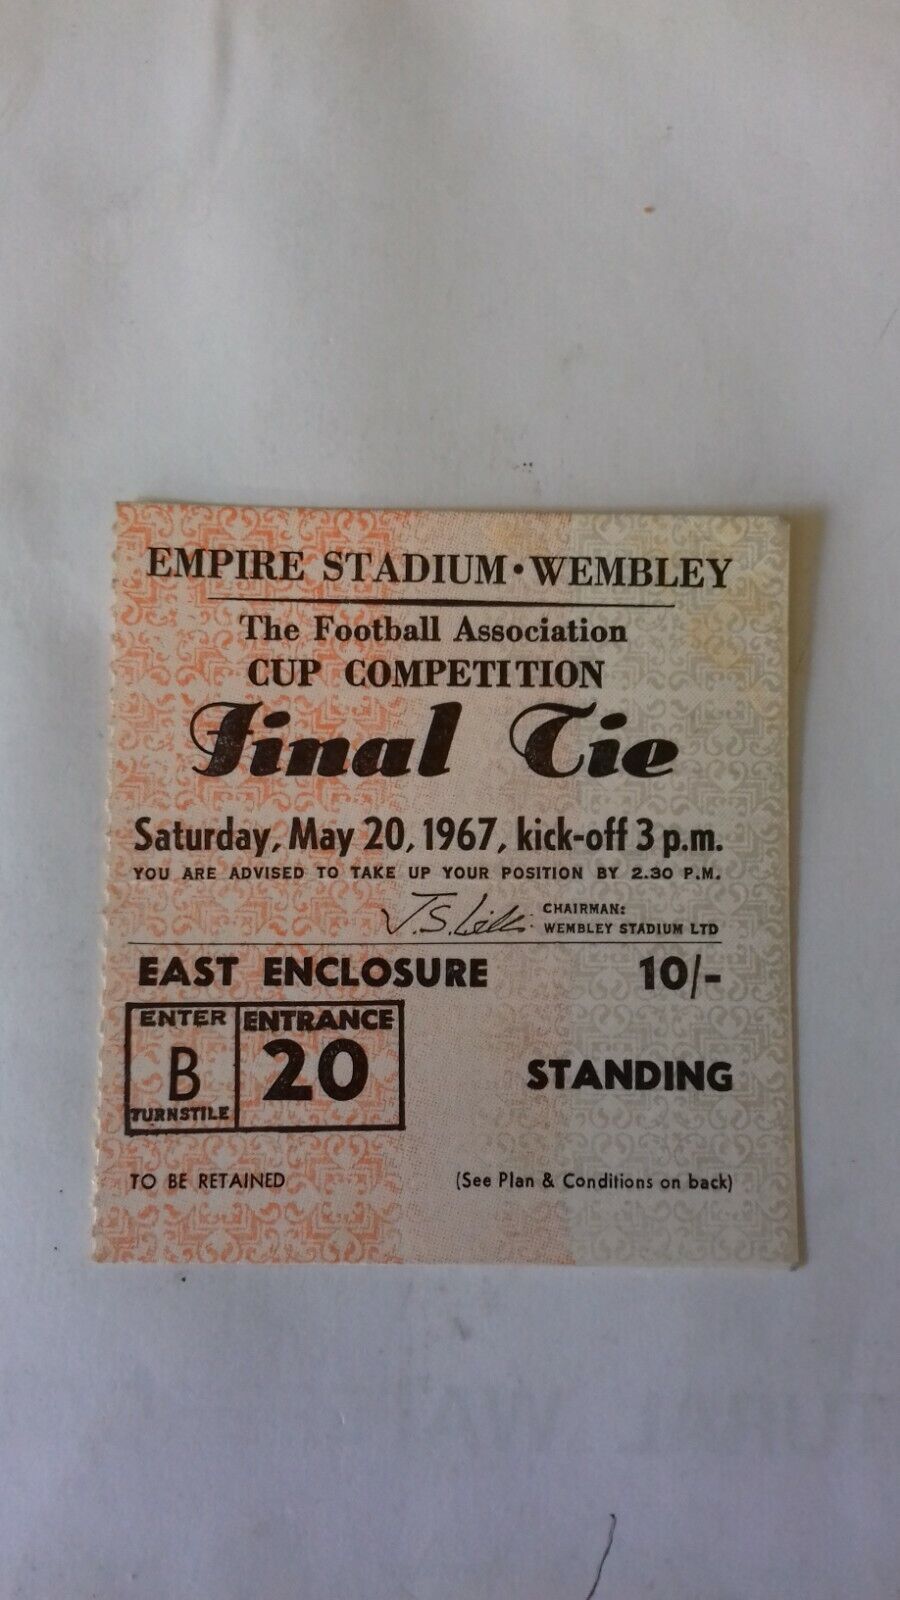 EMPIRE STADIUM • WEMBLEY
The Football Association
CUP COMPETITION
Final Tie
Saturday, May 20, 1967, kick-off 3 p.m.
YOU ARE ADVISED TO TAKE UP YOUR POSITION BY 2.30 P.M.
J.S. CHAIRMAN:
WEMBLEY STADIUM LTD
EAST ENCLOSURE 10/-
ENTER ENTRANCE
B 20
TURNSTILE
STANDING
TO BE RETAINED (See Plan & Conditions on back)